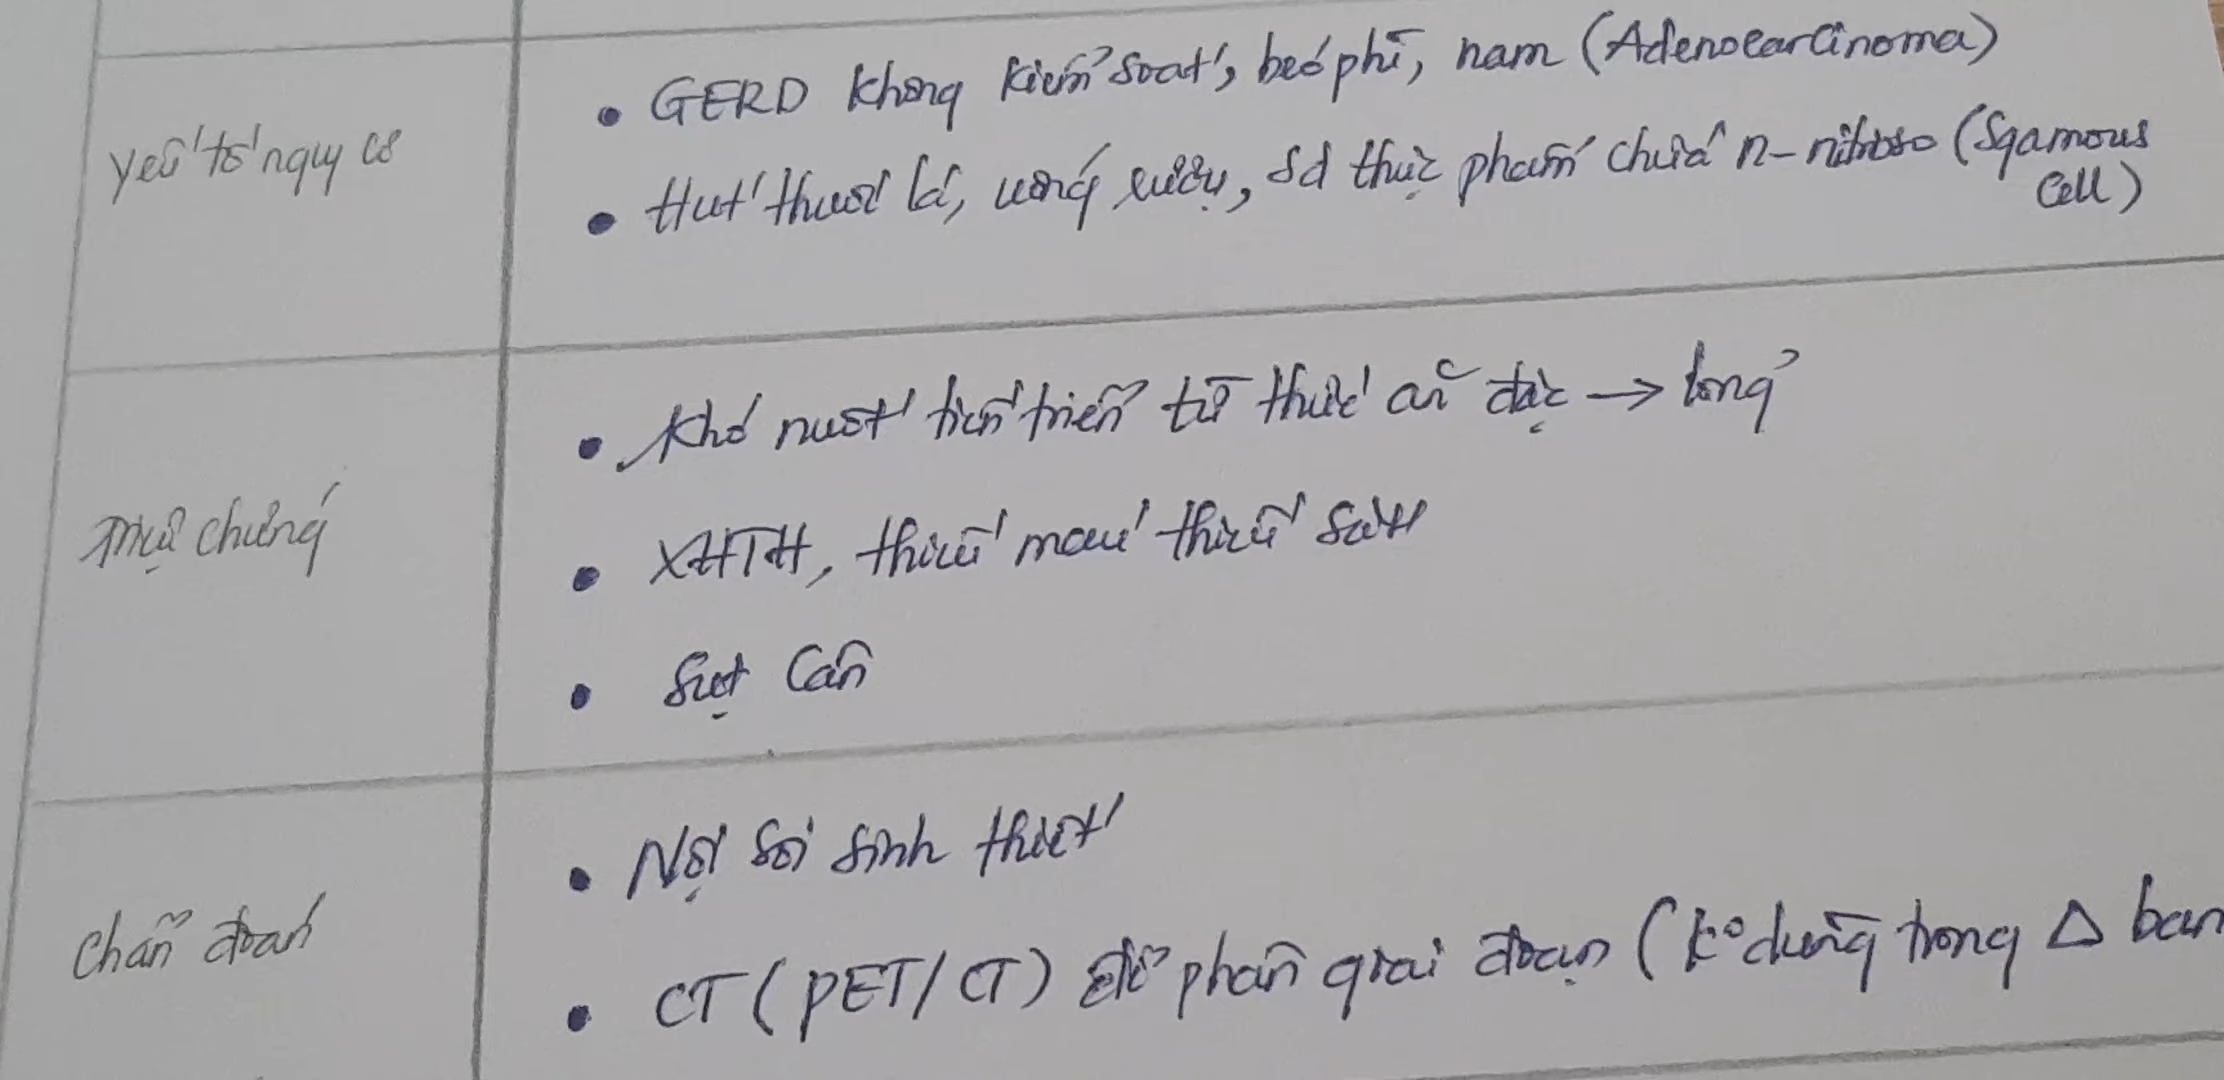 Yếu tố nguy cơ
• GERD không kiểm soát, béo phì, nam (Adenocarcinoma)
• Hút thuốc lá, uống rượu, sd thực phẩm chứa n-nitroso (Sqamous
Cell)
Triệu chứng
• Khó nuốt tiến triển từ thức ăn đặc → lỏng
• XHTH, thiếu máu thiếu sắt
• Sụt cân
Chẩn đoán
• Nội soi sinh thiết
• CT (PET/CT) để phân giai đoạn (k° dùng trong Δ ban